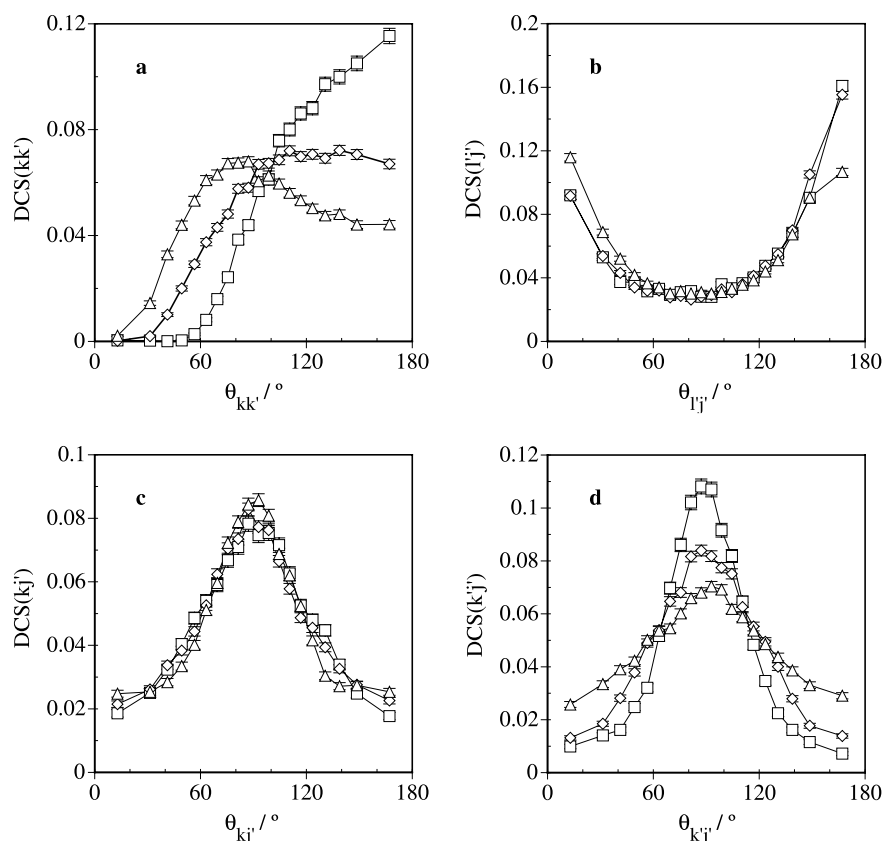 0.12
a
0.08
DCS(kk')
0.04
0
0 60 120 180
θkk' / º
0.2
b
0.16
0.12
DCS(l'j')
0.08
0.04
0
0 60 120 180
θl'j' / º
0.1
c
0.08
0.06
DCS(kj')
0.04
0.02
0
0 60 120 180
θkj' / º
0.12
d
0.1
0.08
DCS(k'j')
0.06
0.04
0.02
0
0 60 120 180
θk'j' / º